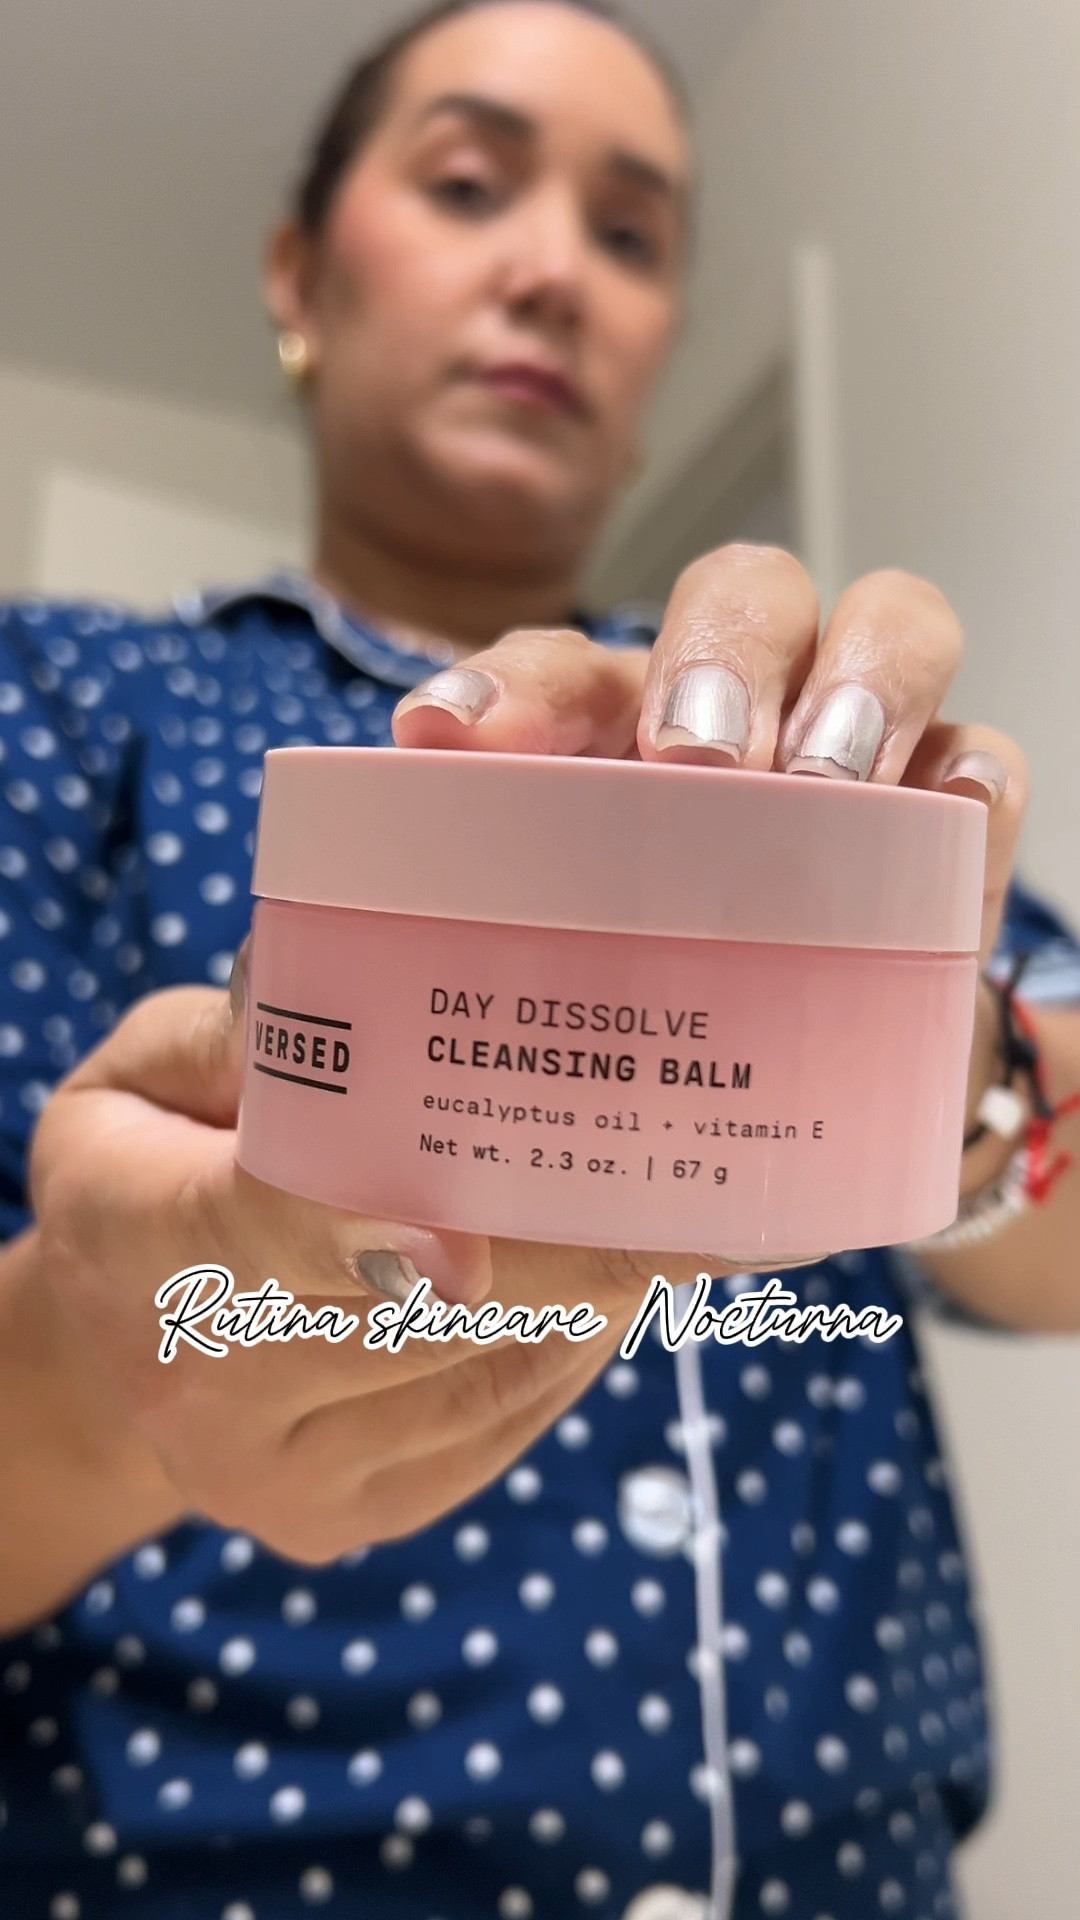 VERSED
DAY DISSOLVE
CLEANSING BALM
eucalyptus oil + vitamin E
Net wt. 2.3 oz. | 67 g
Rutina skincare Nocturna